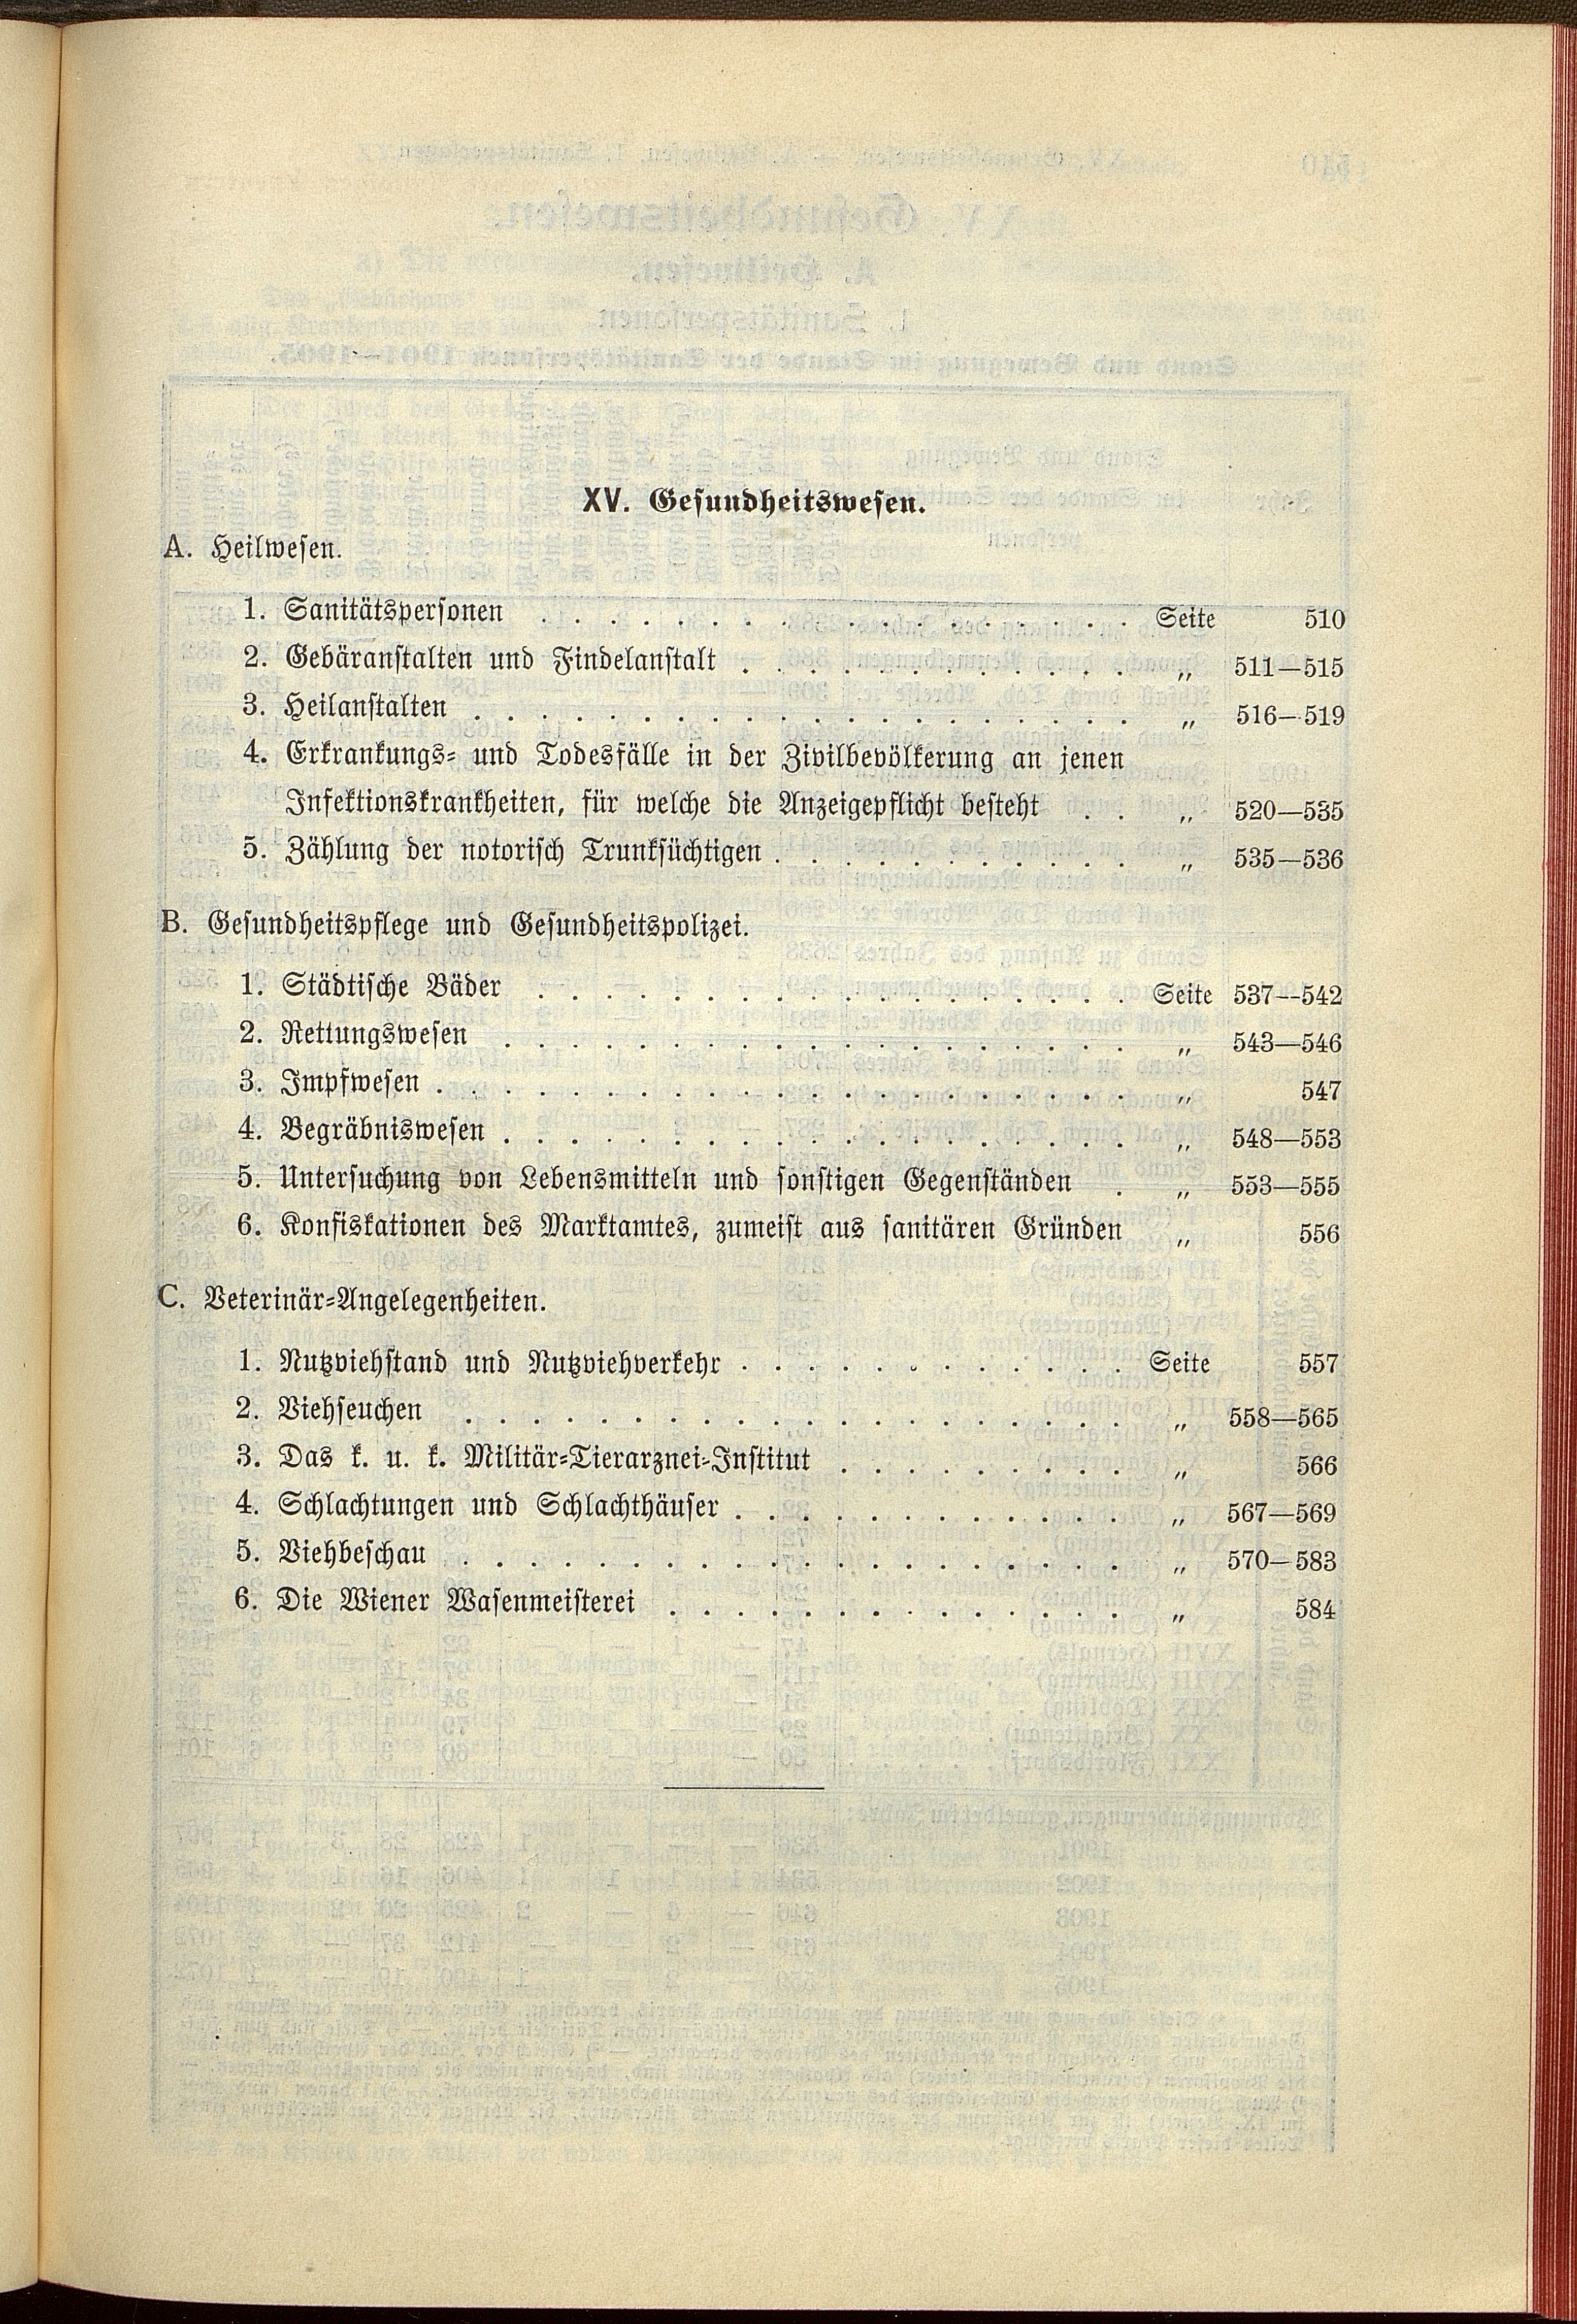 XV. Gesundheitswesen.
A. Heilwesen.
1. Sanitätspersonen . . . . . . . . . . . . . . . . . . Seite 510
2. Gebäranstalten und Findelanstalt . . . . . . . . . . . . „ 511—515
3. Heilanstalten . . . . . . . . . . . . . . . . . . . . „ 516—519
4. Erkrankungs- und Todesfälle in der Zivilbevölkerung an jenen
Infektionskrankheiten, für welche die Anzeigepflicht besteht . . „ 520—535
5. Zählung der notorisch Trunksüchtigen . . . . . . . . . . . „ 535—536
B. Gesundheitspflege und Gesundheitspolizei.
1. Städtische Bäder . . . . . . . . . . . . . . . . . . Seite 537—542
2. Rettungswesen . . . . . . . . . . . . . . . . . . . „ 543—546
3. Impfwesen . . . . . . . . . . . . . . . . . . . . . „ 547
4. Begräbniswesen . . . . . . . . . . . . . . . . . . . „ 548—553
5. Untersuchung von Lebensmitteln und sonstigen Gegenständen . „ 553—555
6. Konfiskationen des Marktamtes, zumeist aus sanitären Gründen „ 556
C. Veterinär-Angelegenheiten.
1. Nutzviehstand und Nutzviehverkehr . . . . . . . . . . . . Seite 557
2. Viehseuchen . . . . . . . . . . . . . . . . . . . . „ 558—565
3. Das k. u. k. Militär-Tierarznei-Institut . . . . . . . . . „ 566
4. Schlachtungen und Schlachthäuser . . . . . . . . . . . . „ 567—569
5. Viehbeschau . . . . . . . . . . . . . . . . . . . . „ 570—583
6. Die Wiener Wasenmeisterei . . . . . . . . . . . . . . „ 584